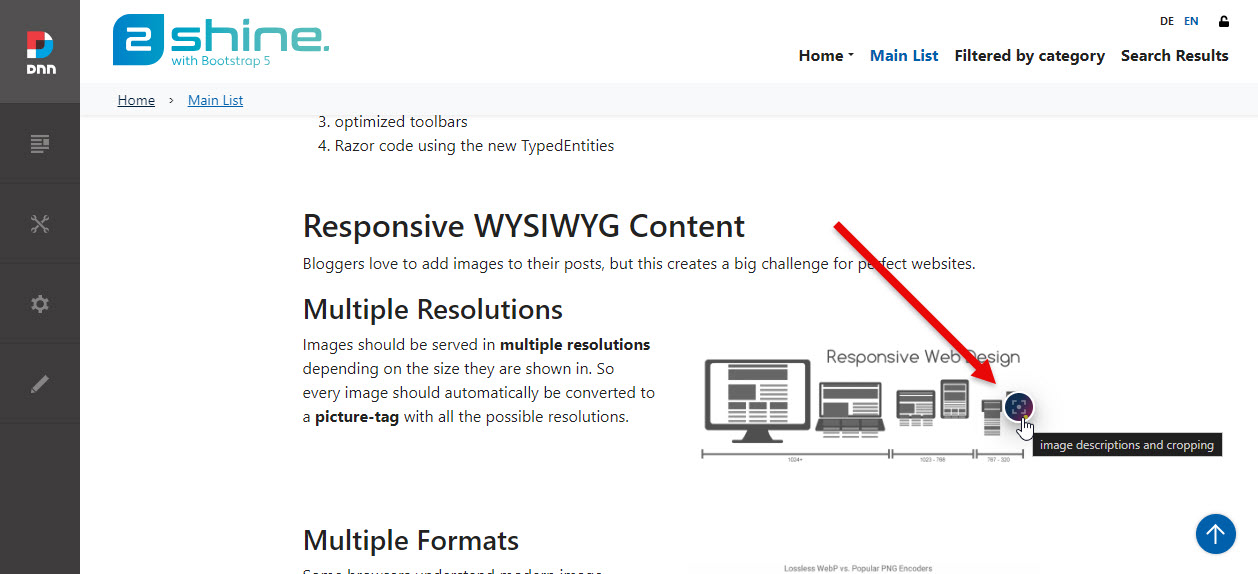 DE EN
2 shine.
with Bootstrap 5
Home Main List Filtered by category Search Results
Dnn
Home › Main List
3. optimized toolbars
4. Razor code using the new TypedEntities
Responsive WYSIWYG Content
Bloggers love to add images to their posts, but this creates a big challenge for perfect websites.
Multiple Resolutions
Images should be served in multiple resolutions
depending on the size they are shown in. So
every image should automatically be converted to
a picture-tag with all the possible resolutions.
Responsive Web Design
1024+ 1023 - 768 767 - 320
image descriptions and cropping
Multiple Formats
Some browsers understand modern image
Lossless WebP vs. Popular PNG Encoders